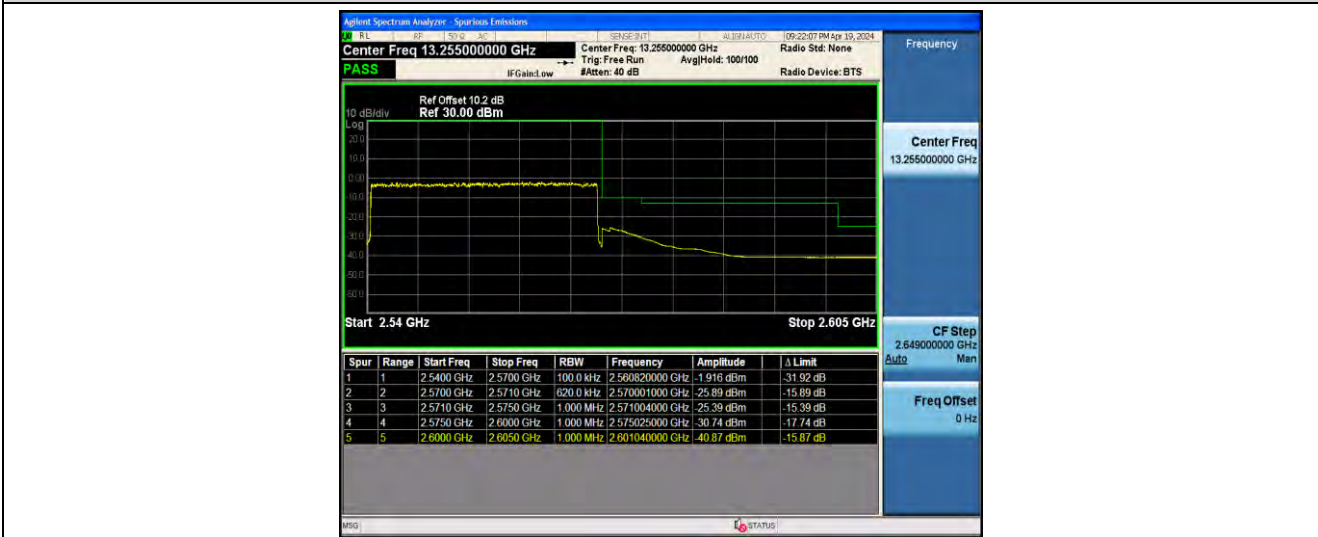 Agilent Spectrum Analyzer - Spurious Emissions
RL RF 50 Ω AC SENSE:INT ALIGN AUTO 09:22:07 PM Apr 19, 2024
Center Freq 13.255000000 GHz Center Freq: 13.255000000 GHz Radio Std: None
Trig: Free Run Avg|Hold: 100/100
PASS IFGain:Low #Atten: 40 dB Radio Device: BTS
Frequency
Ref Offset 10.2 dB
10 dB/div Ref 30.00 dBm
Log
20.0
10.0
0.00
-10.0
-20.0
-30.0
-40.0
-50.0
-60.0
Start 2.54 GHz Stop 2.605 GHz
Center Freq
13.255000000 GHz
CF Step
2.649000000 GHz
Auto Man
Freq Offset
0 Hz
Spur Range Start Freq Stop Freq RBW Frequency Amplitude Δ Limit
1 1 2.5400 GHz 2.5700 GHz 100.0 kHz 2.560820000 GHz -1.916 dBm -31.92 dB
2 2 2.5700 GHz 2.5710 GHz 620.0 kHz 2.570001000 GHz -25.89 dBm -15.89 dB
3 3 2.5710 GHz 2.5750 GHz 1.000 MHz 2.571004000 GHz -25.39 dBm -15.39 dB
4 4 2.5750 GHz 2.6000 GHz 1.000 MHz 2.575025000 GHz -30.74 dBm -17.74 dB
5 5 2.6000 GHz 2.6050 GHz 1.000 MHz 2.601040000 GHz -40.87 dBm -15.87 dB
MSG STATUS